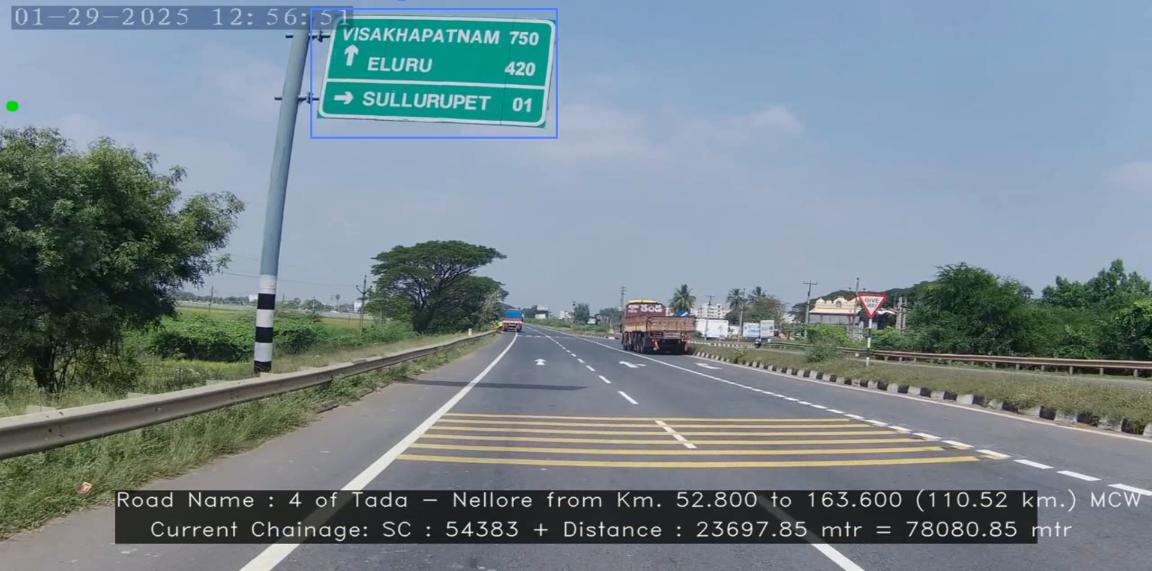 01-29-2025 12:56:51
VISAKHAPATNAM 750
ELURU 420
SULLURUPET 01
GIVE WAY
Road Name : 4 of Tada - Nellore from Km. 52.800 to 163.600 (110.52 km.) MCW
Current Chainage: SC : 54383 + Distance : 23697.85 mtr = 78080.85 mtr